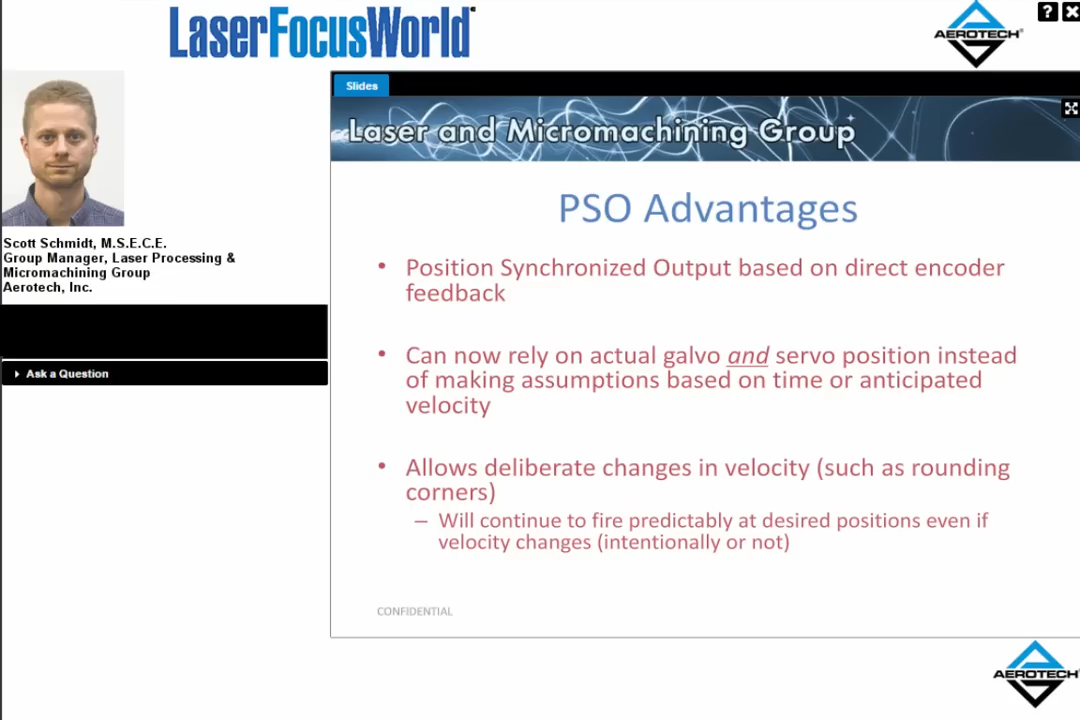 LaserFocusWorld
AEROTECH
? X
Scott Schmidt, M.S.E.C.E.
Group Manager, Laser Processing &
Micromachining Group
Aerotech, Inc.
Ask a Question
Slides
Laser and Micromachining Group
PSO Advantages
• Position Synchronized Output based on direct encoder
feedback
• Can now rely on actual galvo and servo position instead
of making assumptions based on time or anticipated
velocity
• Allows deliberate changes in velocity (such as rounding
corners)
– Will continue to fire predictably at desired positions even if
velocity changes (intentionally or not)
CONFIDENTIAL
AEROTECH